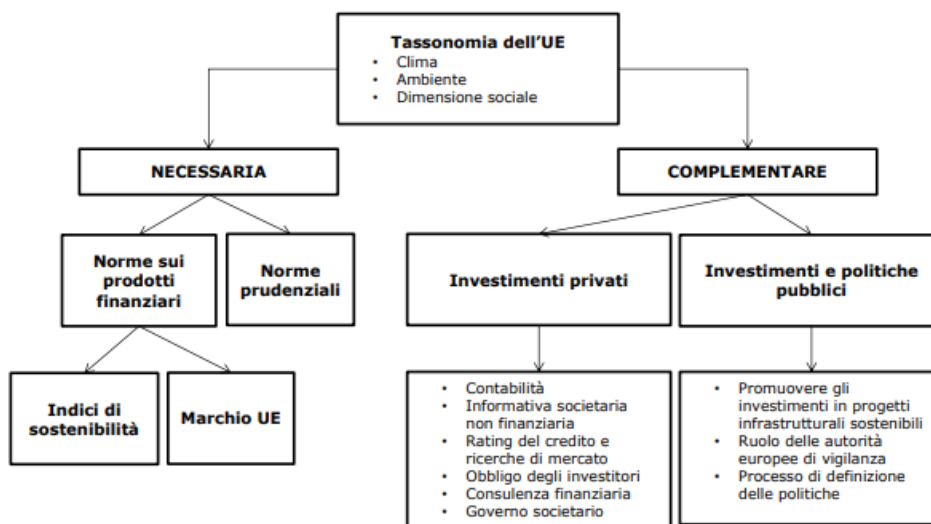 Tassonomia dell'UE
• Clima
• Ambiente
• Dimensione sociale
NECESSARIA
COMPLEMENTARE
Norme sui
prodotti
finanziari
Norme
prudenziali
Investimenti privati
Investimenti e politiche
pubblici
Indici di
sostenibilità
Marchio UE
• Contabilità
• Informativa societaria
non finanziaria
• Rating del credito e
ricerche di mercato
• Obbligo degli investitori
• Consulenza finanziaria
• Governo societario
• Promuovere gli
investimenti in progetti
infrastrutturali sostenibili
• Ruolo delle autorità
europee di vigilanza
• Processo di definizione
delle politiche